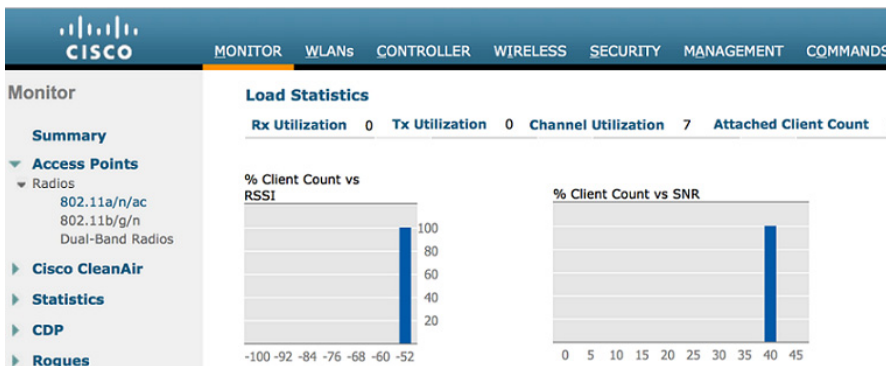 CISCO
MONITOR WLANs CONTROLLER WIRELESS SECURITY MANAGEMENT COMMANDS
Monitor
Summary
Access Points
Radios
802.11a/n/ac
802.11b/g/n
Dual-Band Radios
Cisco CleanAir
Statistics
CDP
Rogues
Load Statistics
Rx Utilization 0 Tx Utilization 0 Channel Utilization 7 Attached Client Count
% Client Count vs
RSSI
100
80
60
40
20
-100 -92 -84 -76 -68 -60 -52
% Client Count vs SNR
0 5 10 15 20 25 30 35 40 45